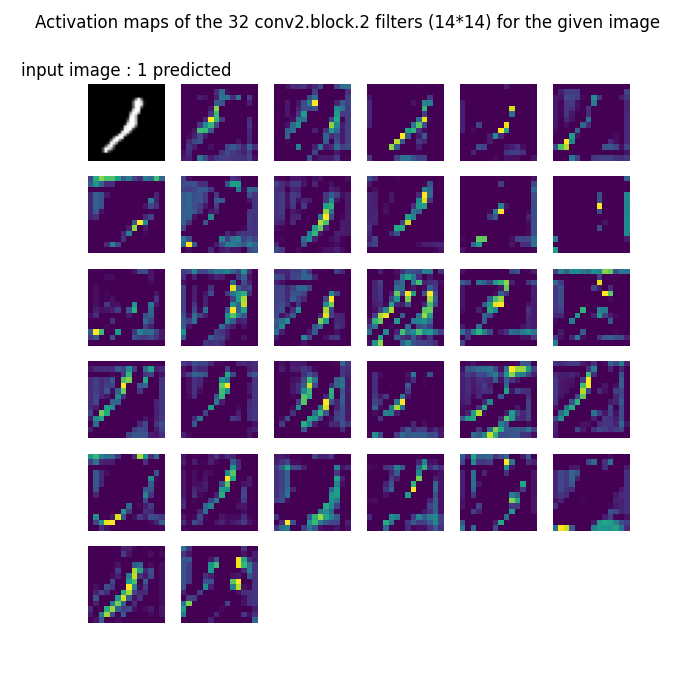 Activation maps of the 32 conv2.block.2 filters (14*14) for the given image
input image : 1 predicted